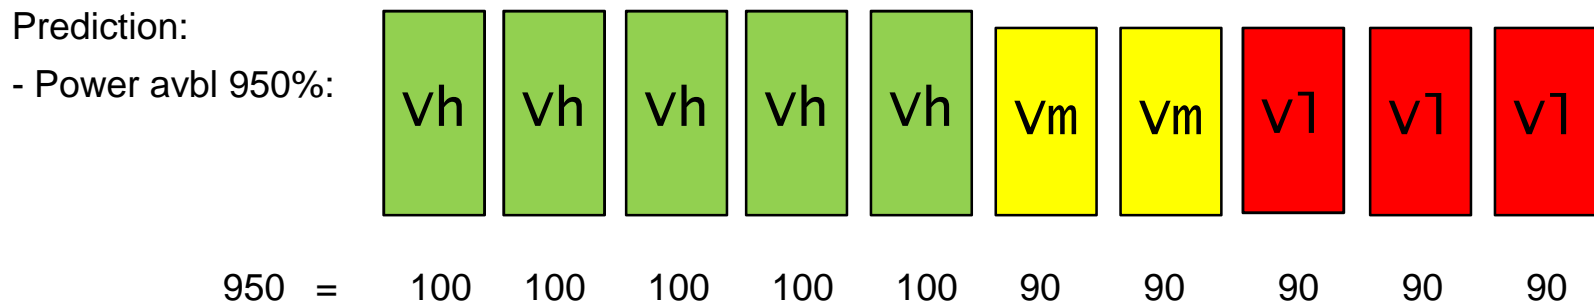 Prediction:
- Power avbl 950%:
Vh Vh Vh Vh Vh Vm Vm Vl Vl Vl
950 = 100 100 100 100 100 90 90 90 90 90